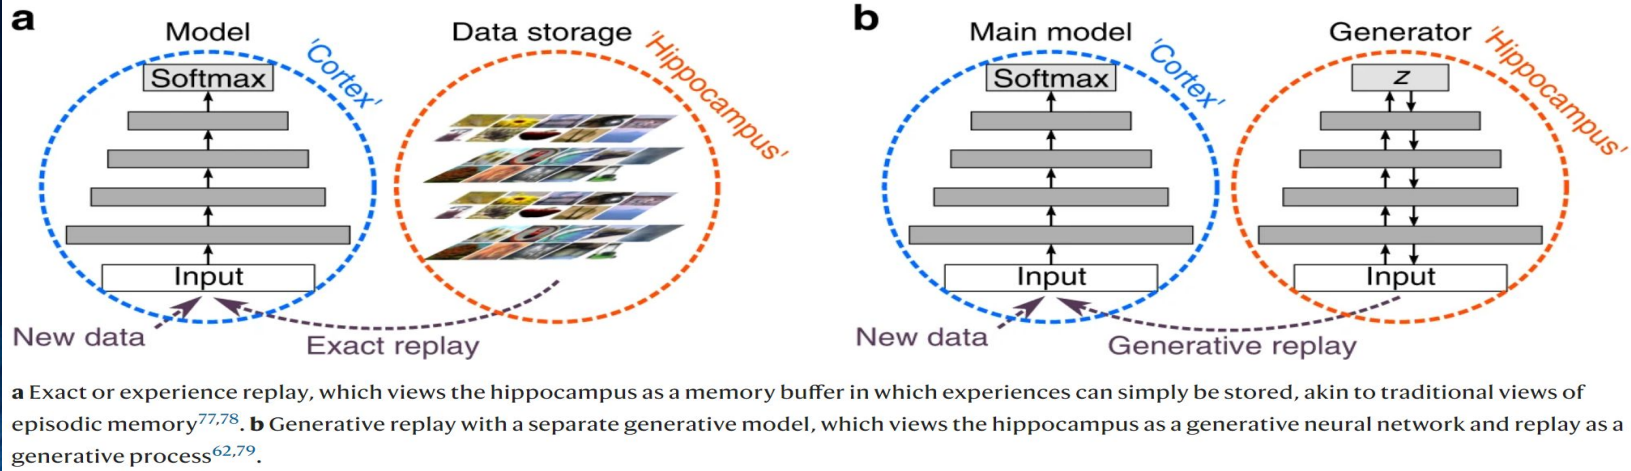 a
Model
Data storage
'Cortex'
'Hippocampus'
Softmax
Input
New data
Exact replay
b
Main model
Generator
'Cortex'
'Hippocampus'
Softmax
z
Input
Input
New data
Generative replay
a Exact or experience replay, which views the hippocampus as a memory buffer in which experiences can simply be stored, akin to traditional views of
episodic memory77,78. b Generative replay with a separate generative model, which views the hippocampus as a generative neural network and replay as a
generative process62,79.